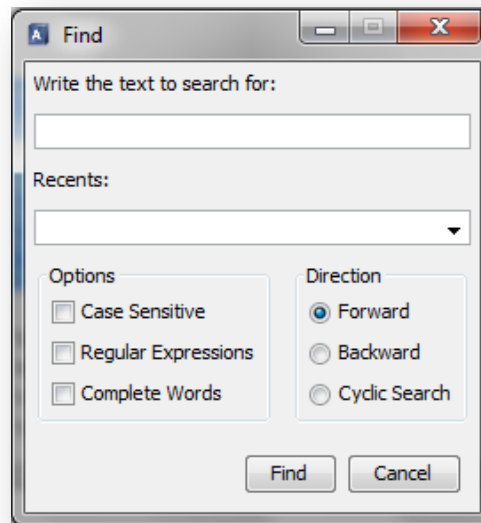 A Find
Write the text to search for:
Recents:
Options
Case Sensitive
Regular Expressions
Complete Words
Direction
Forward
Backward
Cyclic Search
Find Cancel